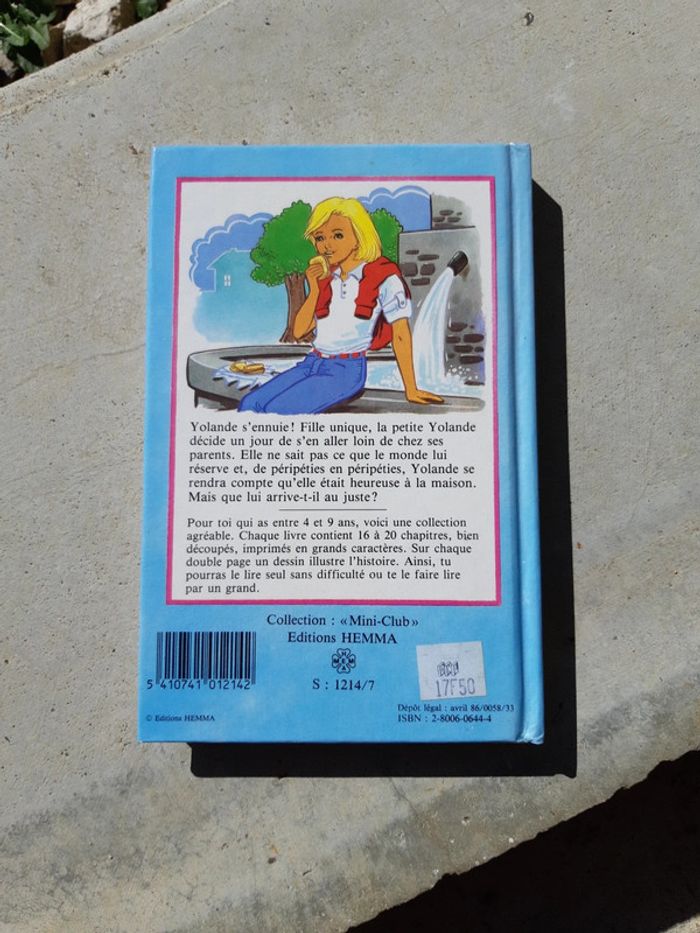 Yolande s'ennuie! Fille unique, la petite Yolande
décide un jour de s'en aller loin de chez ses
parents. Elle ne sait pas ce que le monde lui
réserve et, de péripéties en péripéties, Yolande se
rendra compte qu'elle était heureuse à la maison.
Mais que lui arrive-t-il au juste?
Pour toi qui as entre 4 et 9 ans, voici une collection
agréable. Chaque livre contient 16 à 20 chapitres, bien
découpés, imprimés en grands caractères. Sur chaque
double page un dessin illustre l'histoire. Ainsi, tu
pourras le lire seul sans difficulté ou te le faire lire
par un grand.
Collection : « Mini-Club »
Editions HEMMA
HEMMA
S : 1214/7
5 410741 012142
17F50
© Editions HEMMA
Dépôt légal : avril 86/0058/33
ISBN : 2-8006-0644-4